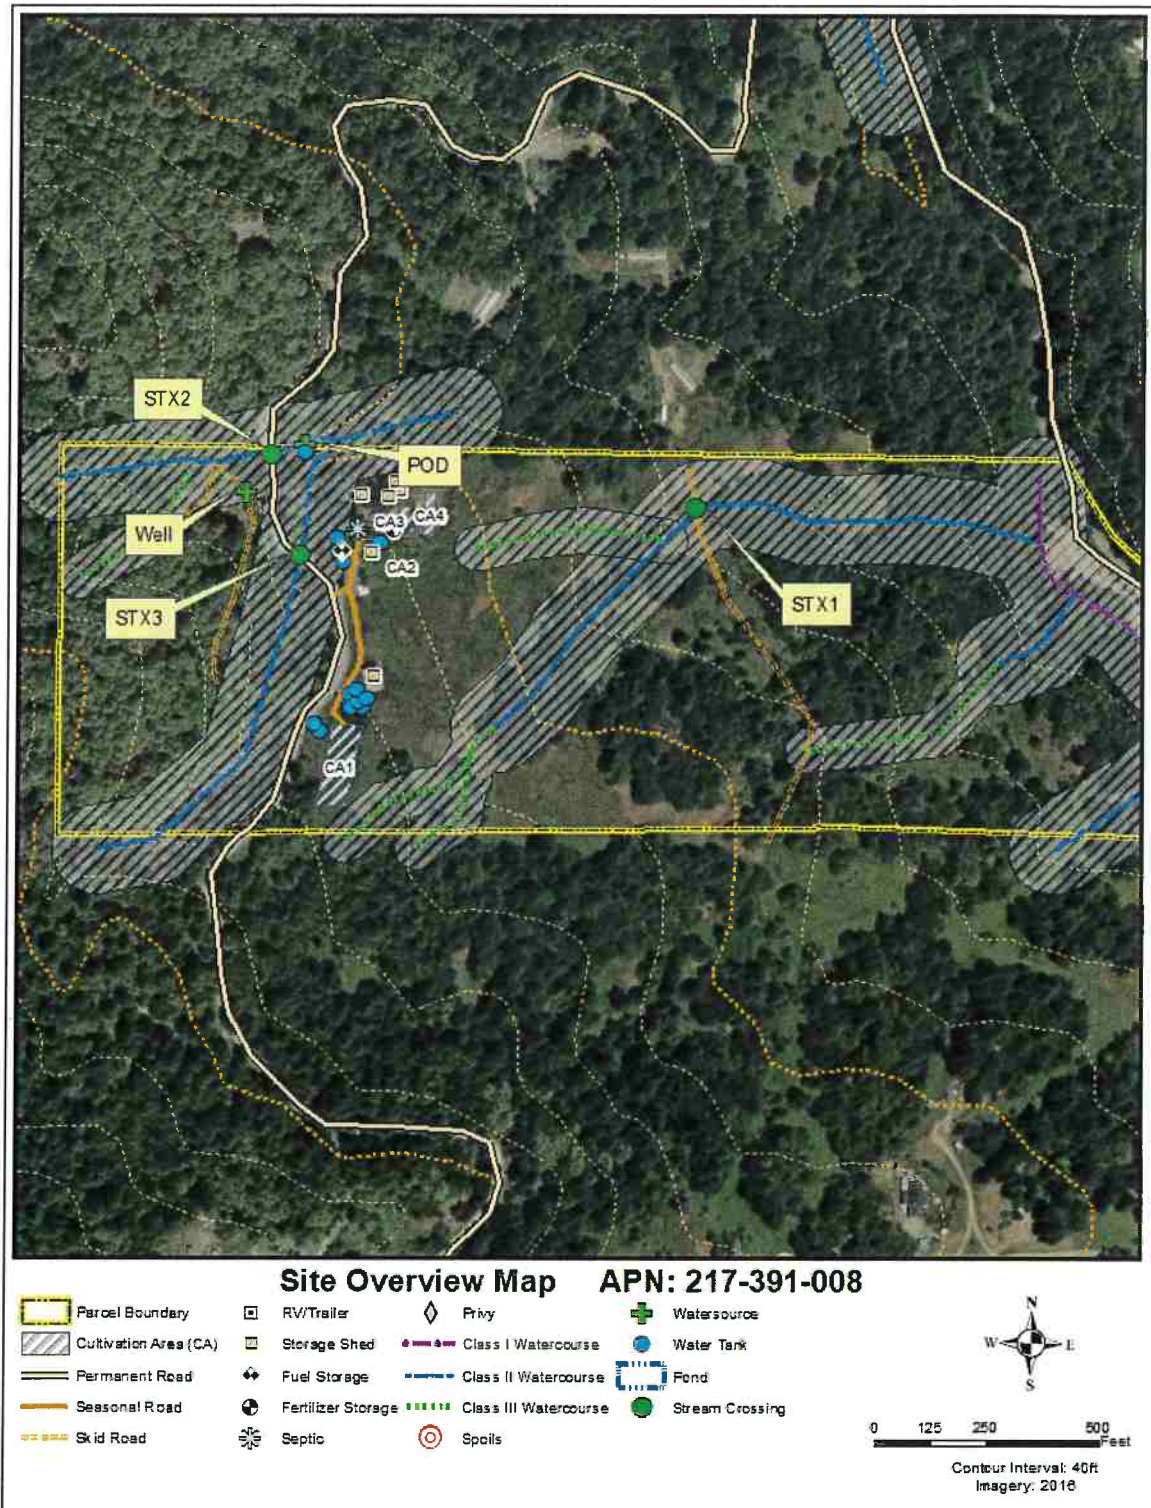 STX2
POD
CA3
CA4
Well
CA2
STX3
STX1
CA1
Site Overview Map APN: 217-391-008
Parcel Boundary
RV/Trailer
Privy
Watersource
Cultivation Area (CA)
Storage Shed
Class I Watercourse
Water Tank
Permanent Road
Fuel Storage
Class II Watercourse
Pond
Seasonal Road
Fertilizer Storage
Class III Watercourse
Stream Crossing
Skid Road
Septic
Spoils
N
W E
S
0 125 250 500
Feet
Contour Interval: 40ft
Imagery: 2016